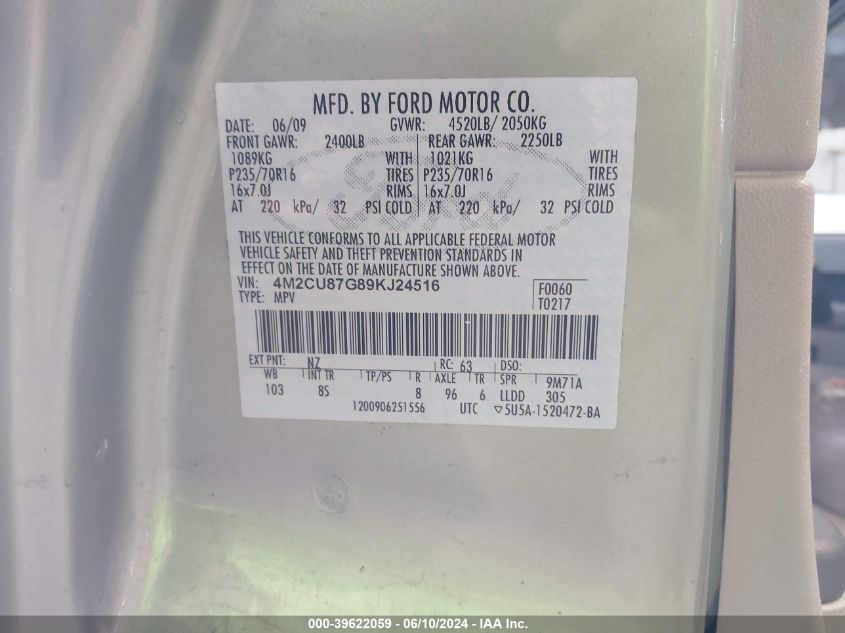 MFD. BY FORD MOTOR CO.
DATE: 06/09 GVWR: 4520LB/ 2050KG
FRONT GAWR: 2400LB REAR GAWR: 2250LB
1089KG WITH 1021KG WITH
P235/70R16 TIRES P235/70R16 TIRES
16x7.0J RIMS 16x7.0J RIMS
AT 220 kPa/ 32 PSI COLD AT 220 kPa/ 32 PSI COLD
THIS VEHICLE CONFORMS TO ALL APPLICABLE FEDERAL MOTOR
VEHICLE SAFETY AND THEFT PREVENTION STANDARDS IN
EFFECT ON THE DATE OF MANUFACTURE SHOWN ABOVE.
VIN: 4M2CU87G89KJ24516 F0060
TYPE: MPV T0217
EXT PNT: NZ RC: 63 DSO:
WB INT TR TP/PS R AXLE TR SPR 9M71A
103 8S 8 96 6 LLDD 305
1200906251556 UTC 5U5A-1520472-BA
000-39622059 - 06/10/2024 - IAA Inc.